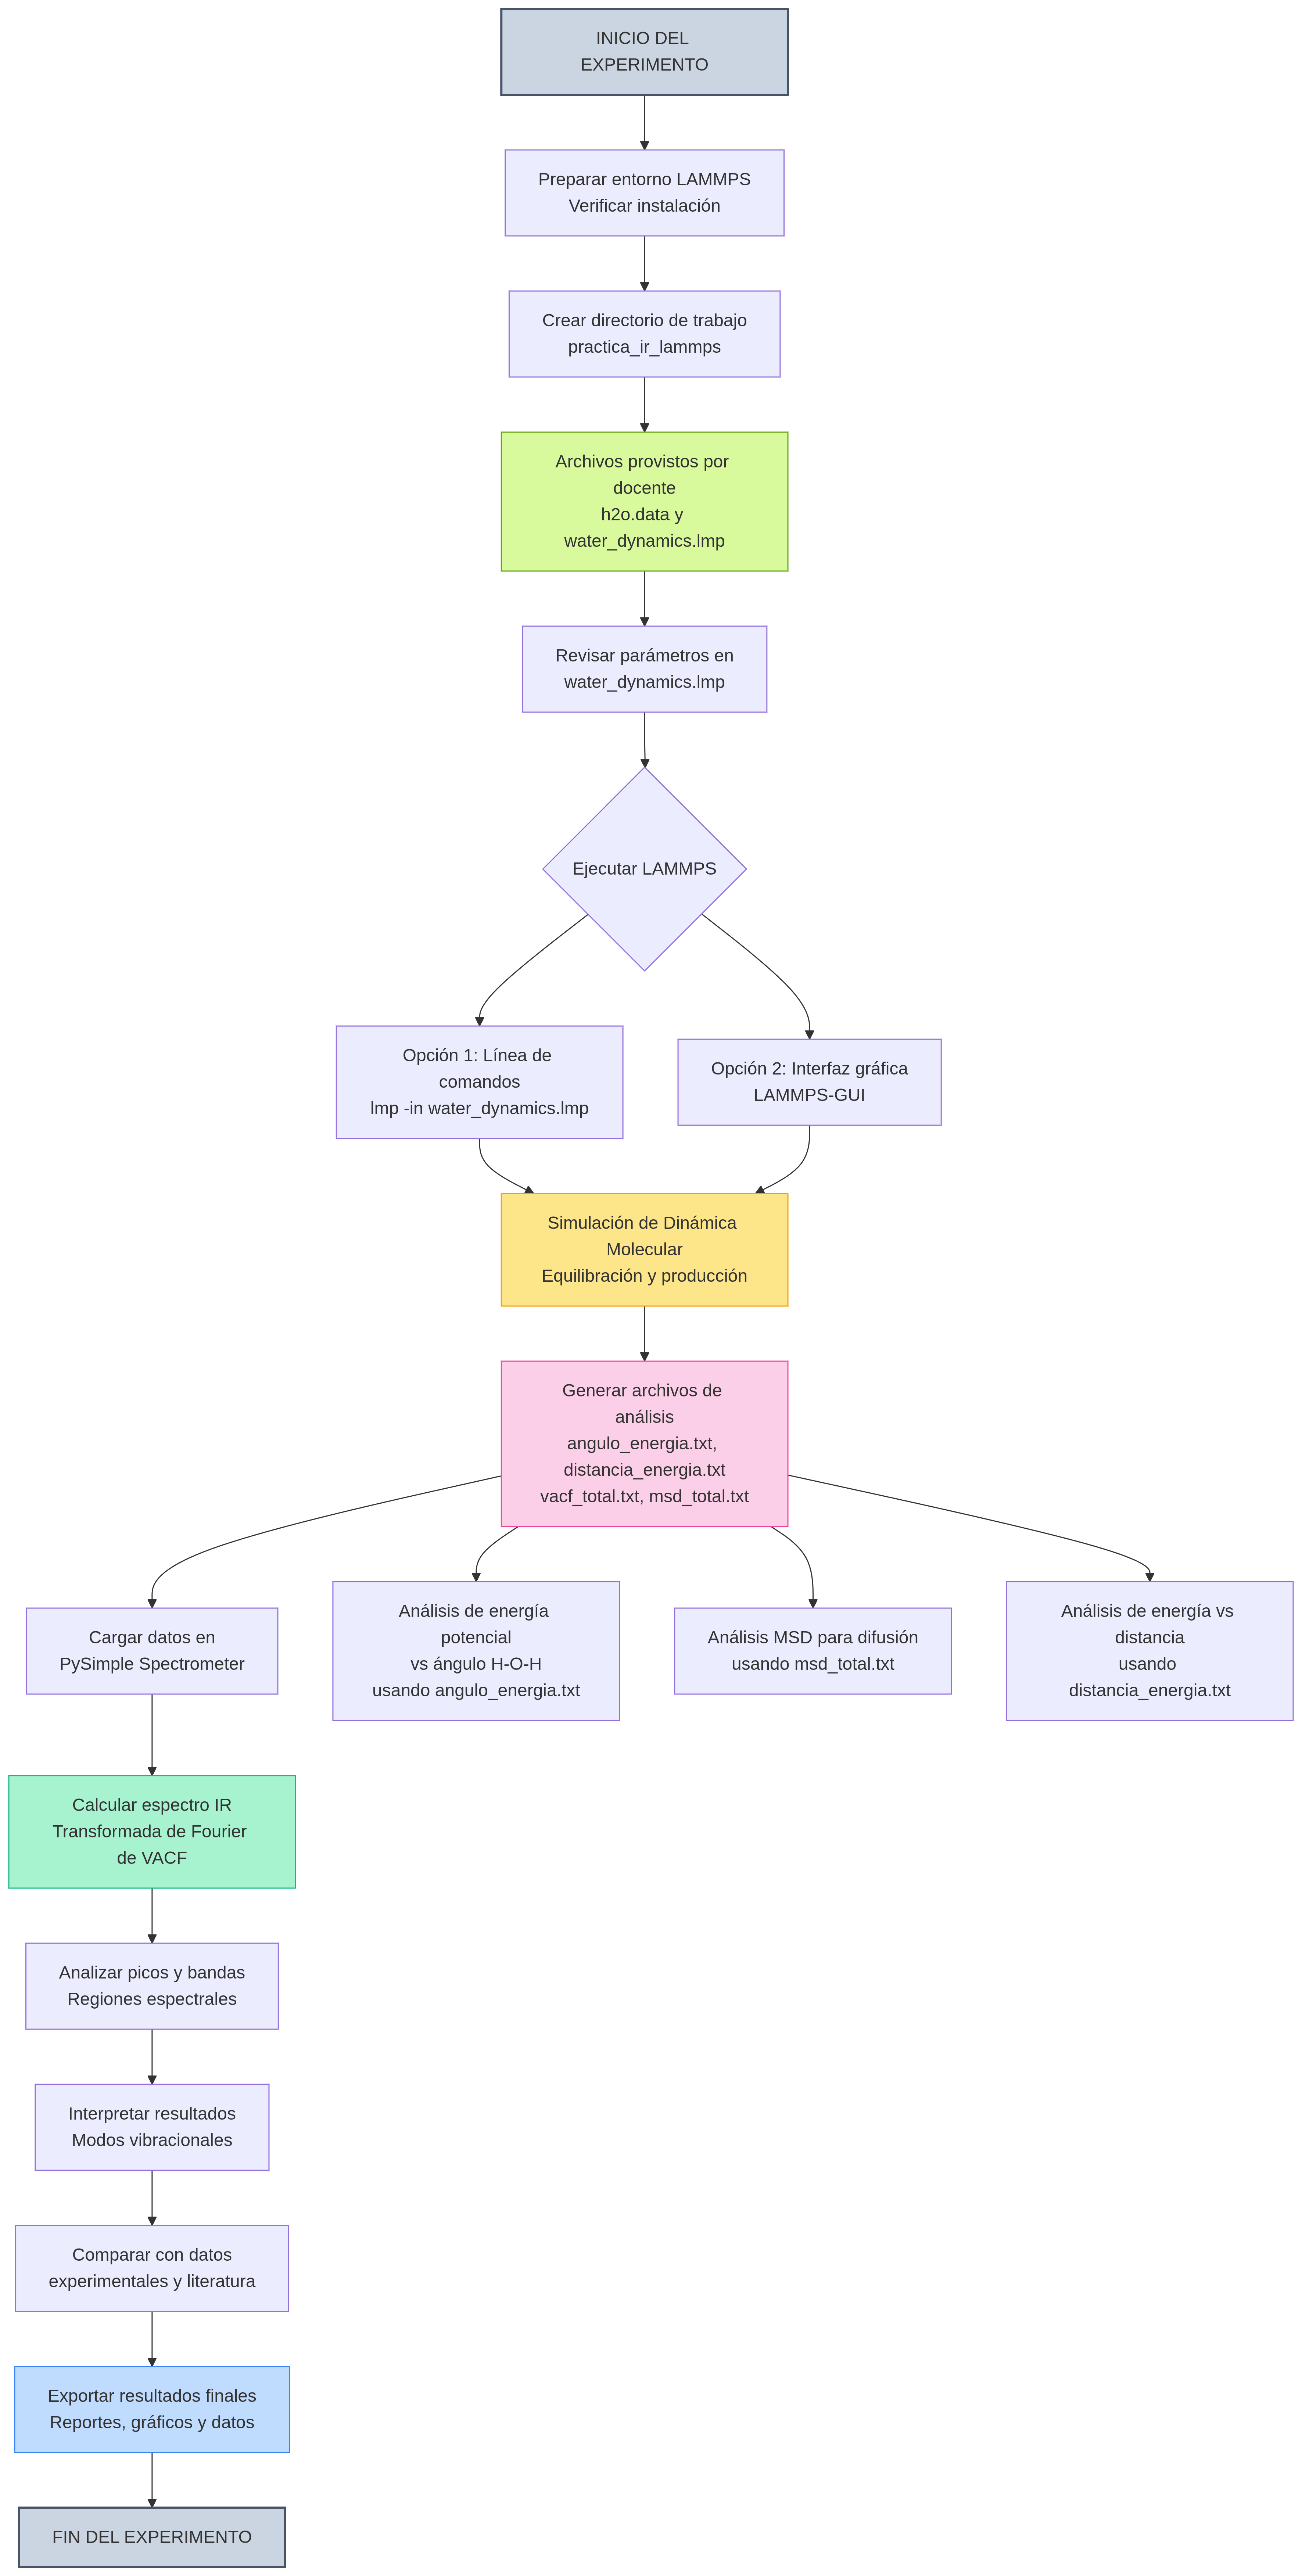 INICIO DEL
EXPERIMENTO
Preparar entorno LAMMPS
Verificar instalación
Crear directorio de trabajo
practica_ir_lammps
Archivos provistos por
docente
h2o.data y
water_dynamics.lmp
Revisar parámetros en
water_dynamics.lmp
Ejecutar LAMMPS
Opción 1: Línea de
comandos
lmp -in water_dynamics.lmp
Opción 2: Interfaz gráfica
LAMMPS-GUI
Simulación de Dinámica
Molecular
Equilibración y producción
Generar archivos de
análisis
angulo_energia.txt,
distancia_energia.txt
vacf_total.txt, msd_total.txt
Cargar datos en
PySimple Spectrometer
Análisis de energía
potencial
vs ángulo H-O-H
usando angulo_energia.txt
Análisis MSD para difusión
usando msd_total.txt
Análisis de energía vs
distancia
usando
distancia_energia.txt
Calcular espectro IR
Transformada de Fourier
de VACF
Analizar picos y bandas
Regiones espectrales
Interpretar resultados
Modos vibracionales
Comparar con datos
experimentales y literatura
Exportar resultados finales
Reportes, gráficos y datos
FIN DEL EXPERIMENTO